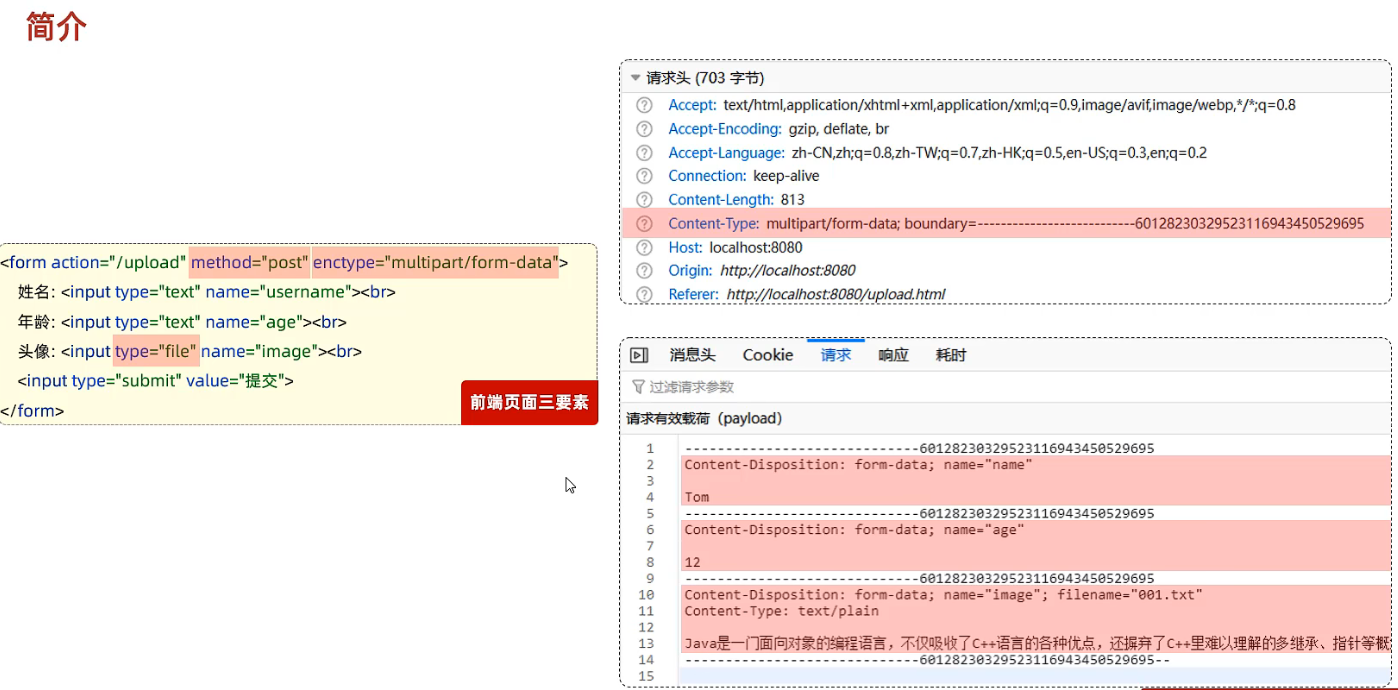 简介
<form action="/upload" method="post" enctype="multipart/form-data">
姓名: <input type="text" name="username"><br>
年龄: <input type="text" name="age"><br>
头像: <input type="file" name="image"><br>
<input type="submit" value="提交">
</form>
前端页面三要素
请求头 (703 字节)
Accept: text/html,application/xhtml+xml,application/xml;q=0.9,image/avif,image/webp,*/*;q=0.8
Accept-Encoding: gzip, deflate, br
Accept-Language: zh-CN,zh;q=0.8,zh-TW;q=0.7,zh-HK;q=0.5,en-US;q=0.3,en;q=0.2
Connection: keep-alive
Content-Length: 813
Content-Type: multipart/form-data; boundary=---------------------------60128230329523116943450529695
Host: localhost:8080
Origin: http://localhost:8080
Referer: http://localhost:8080/upload.html
消息头 Cookie 请求 响应 耗时
过滤请求参数
请求有效载荷（payload）
1 -----------------------------60128230329523116943450529695
2 Content-Disposition: form-data; name="name"
3
4 Tom
5 -----------------------------60128230329523116943450529695
6 Content-Disposition: form-data; name="age"
7
8 12
9 -----------------------------60128230329523116943450529695
10 Content-Disposition: form-data; name="image"; filename="001.txt"
11 Content-Type: text/plain
12
13 Java是一门面向对象的编程语言，不仅吸收了C++语言的各种优点，还摒弃了C++里难以理解的多继承、指针等概
14 -----------------------------60128230329523116943450529695--
15